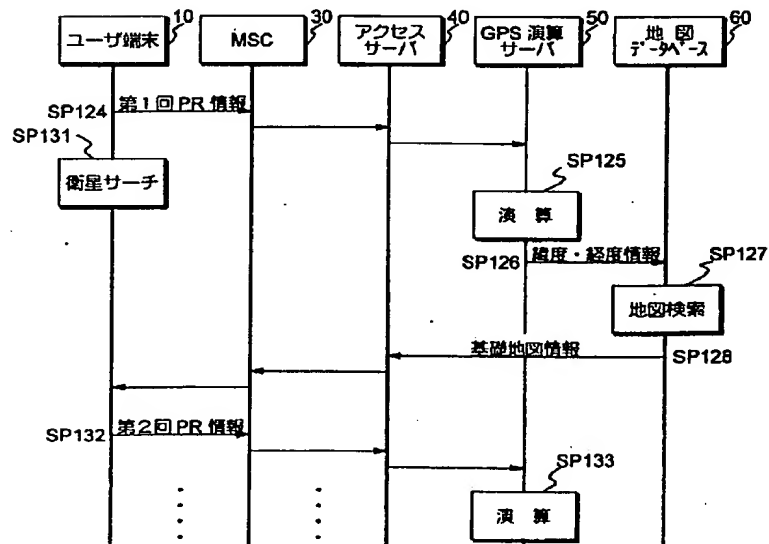 10
30
40
50
60
ユーザ端末
MSC
アクセス
サーバ
GPS 演算
サーバ
地 図
データベース
SP124
第1回 PR 情報
SP131
衛星サーチ
SP125
演 算
SP126
緯度・経度情報
SP127
地図検索
基礎地図情報
SP128
SP132
第2回 PR 情報
SP133
演 算